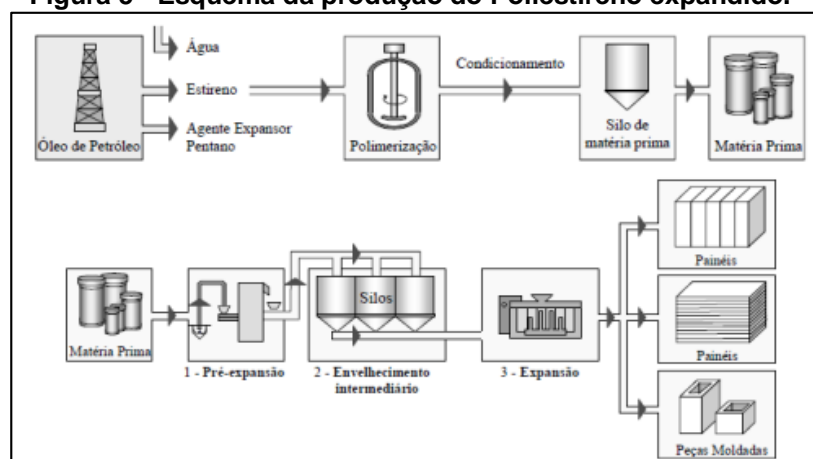 Figura 3 - Esquema da produção do Poliestireno expandido.
Água
Estireno
Agente Expansor
Pentano
Óleo de Petróleo
Polimerização
Condicionamento
Silo de
matéria prima
Matéria Prima
Matéria Prima
1 - Pré-expansão
Silos
2 - Envelhecimento
intermediário
3 - Expansão
Painéis
Painéis
Peças Moldadas